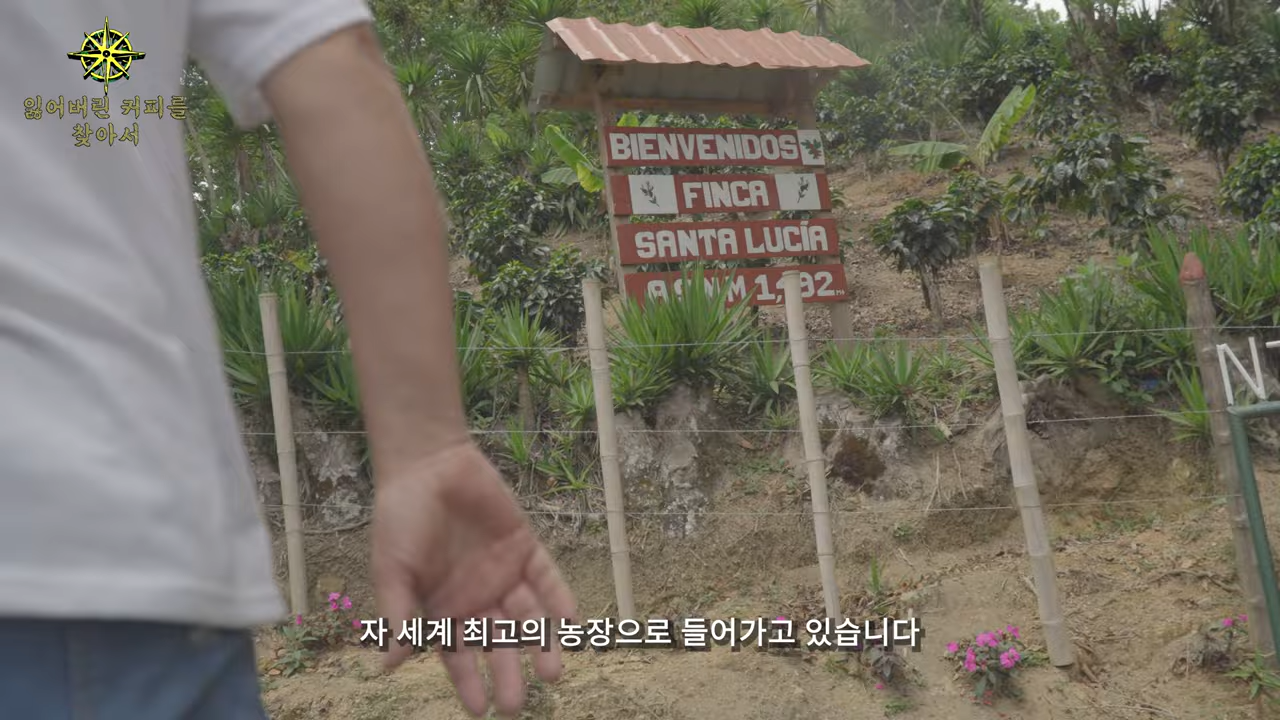 잃어버린 커피를
찾아서
BIENVENIDOS
FINCA
SANTA LUCÍA
N
자 세계 최고의 농장으로 들어가고 있습니다